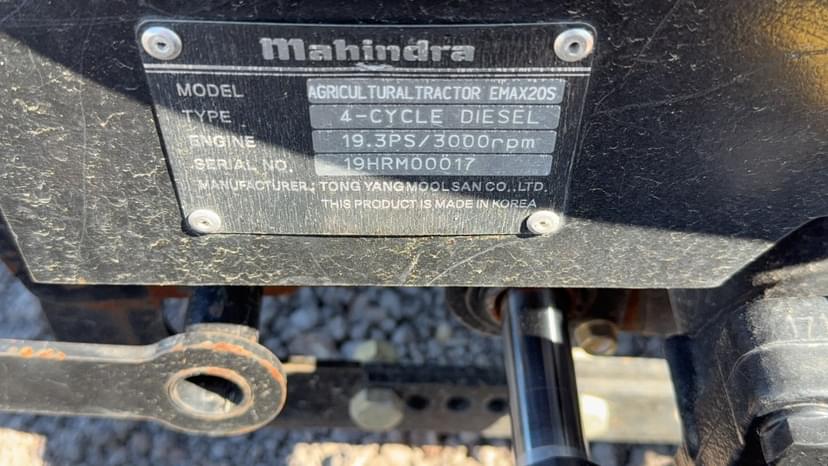 Mahindra
MODEL AGRICULTURALTRACTOR EMAX20S
TYPE 4-CYCLE DIESEL
ENGINE 19.3PS/3000rpm
SERIAL NO. 19HRM00017
MANUFACTURER : TONG YANG MOOLSAN CO.,LTD.
THIS PRODUCT IS MADE IN KOREA